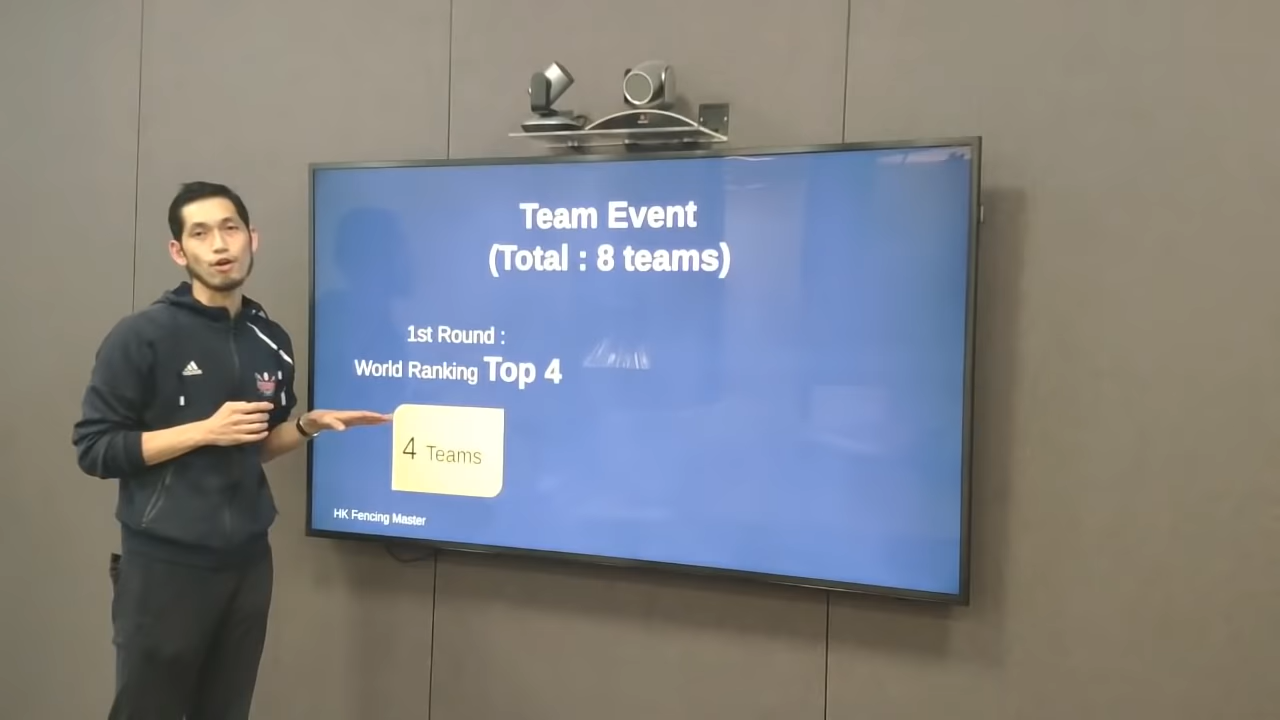 Team Event
(Total : 8 teams)
1st Round :
World Ranking Top 4
4 Teams
HK Fencing Master